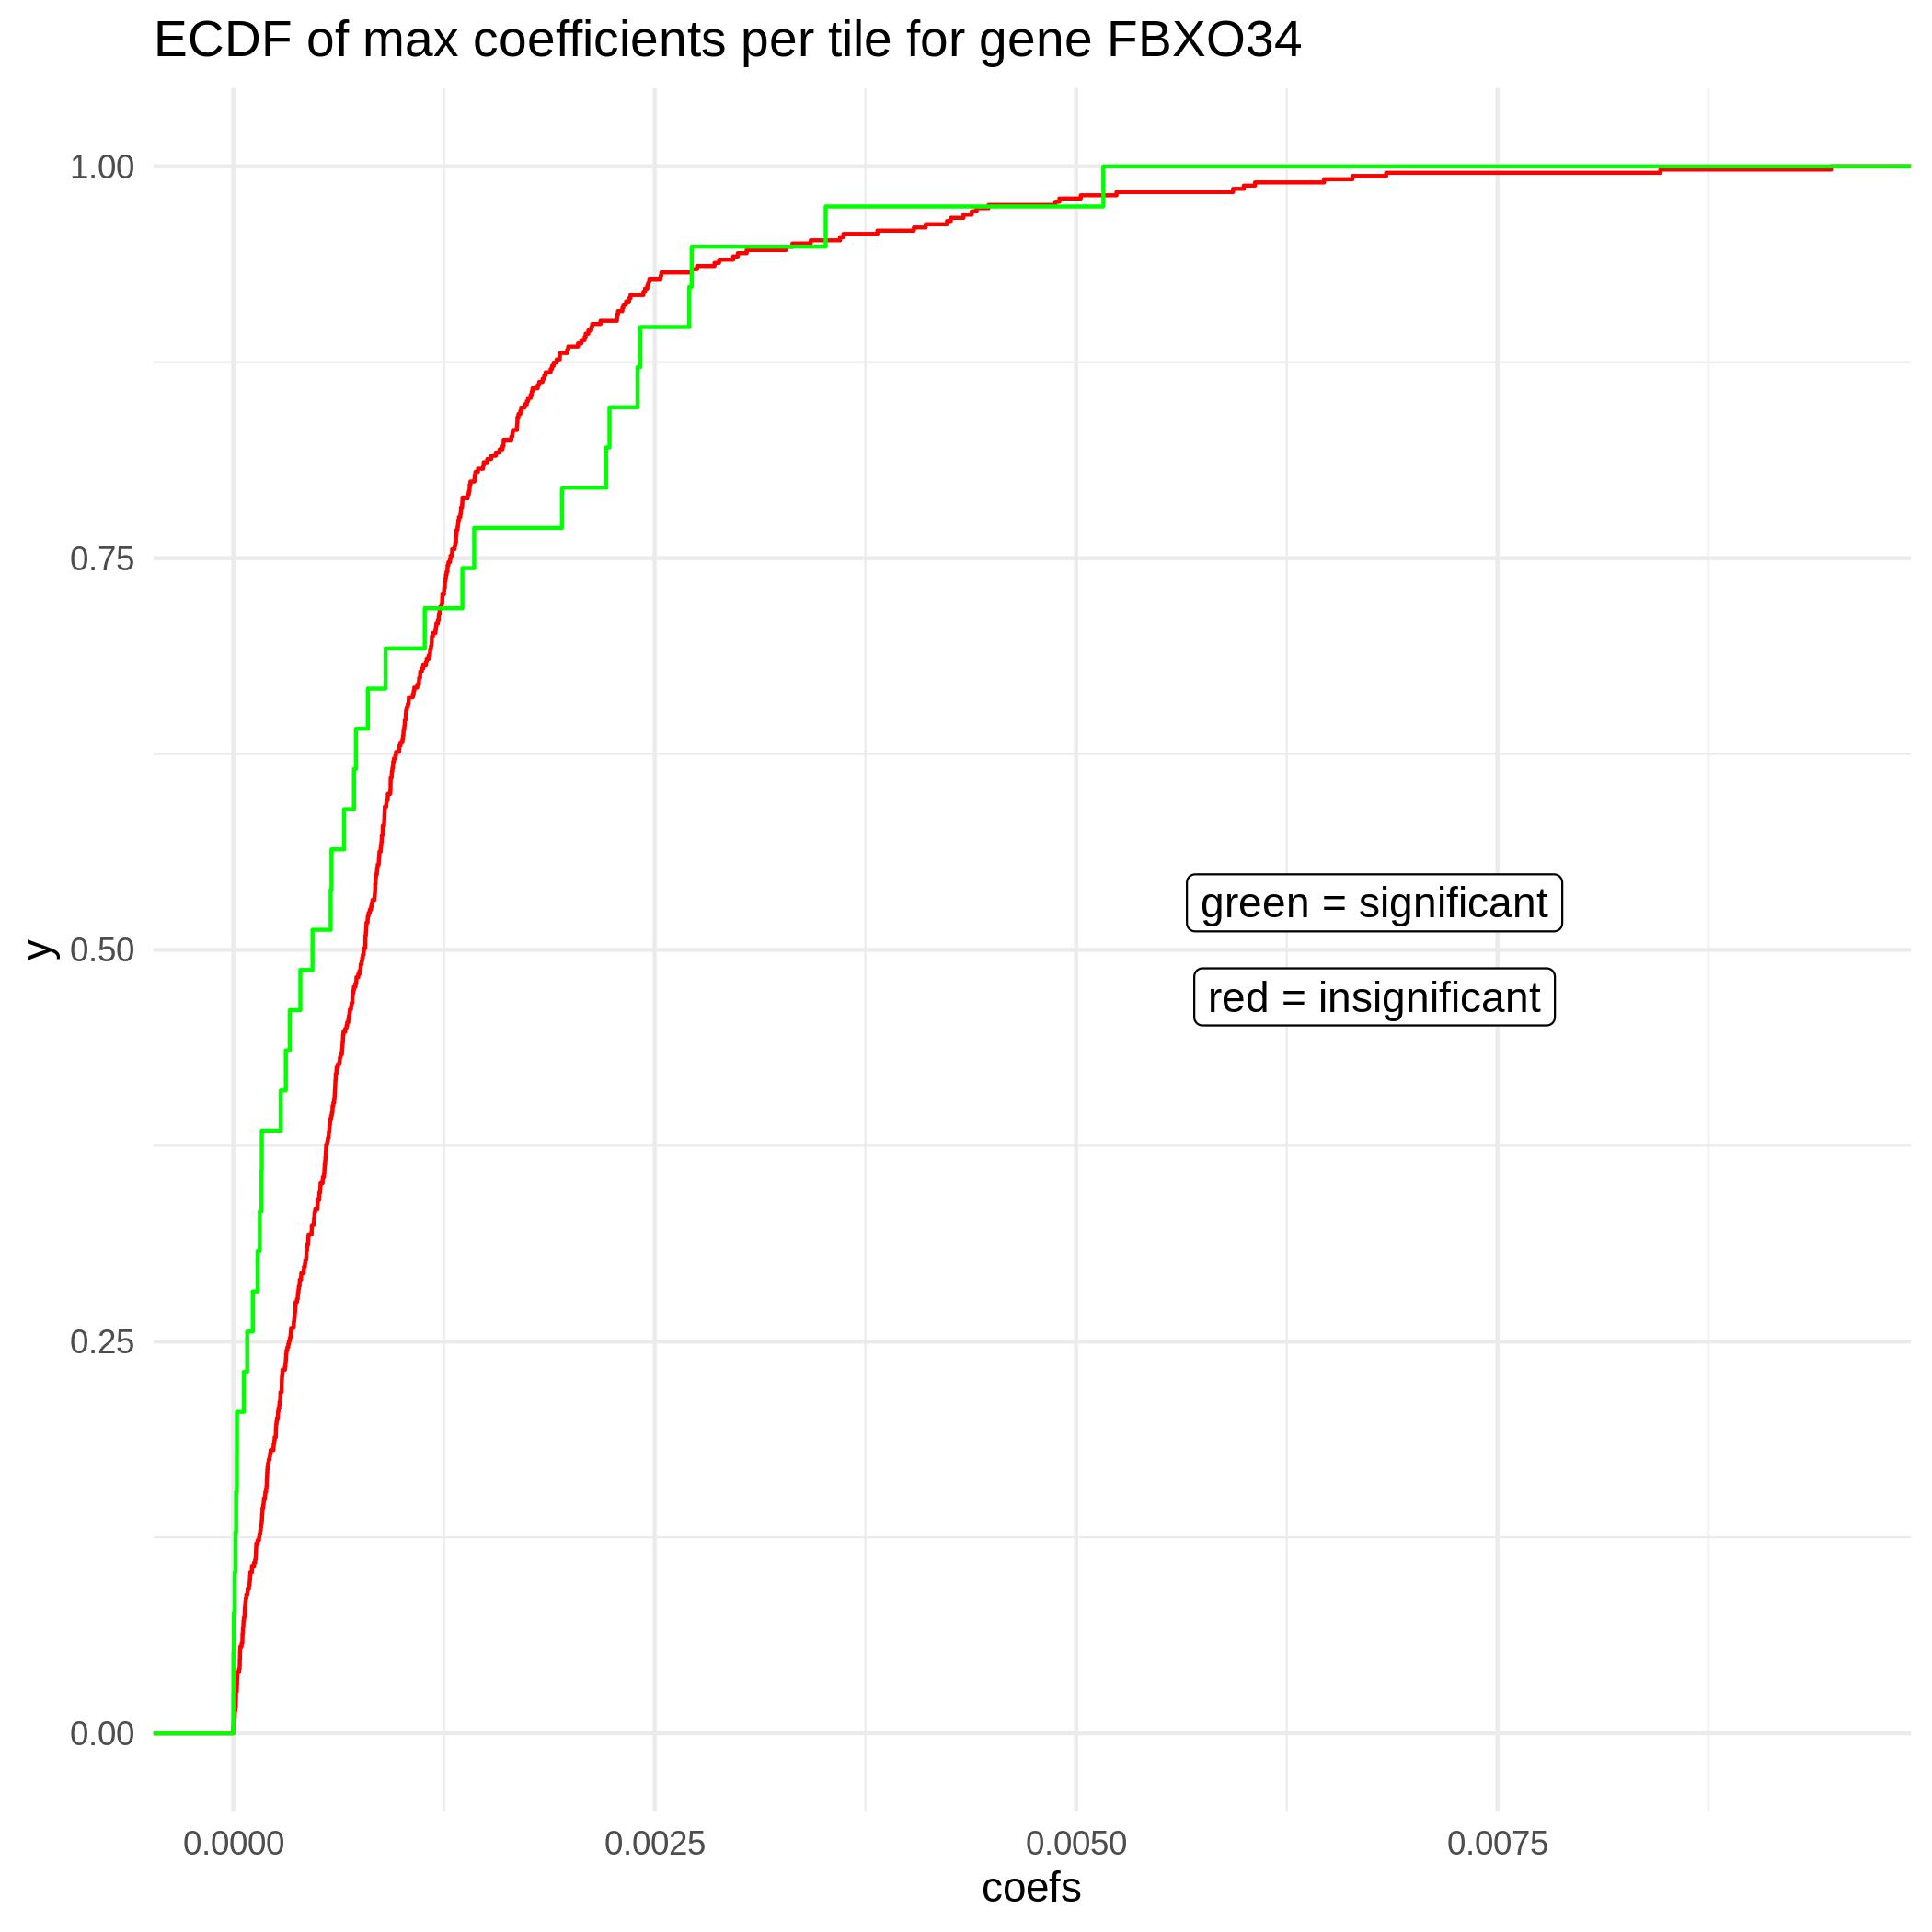 ECDF of max coefficients per tile for gene FBXO34
1.00
0.75
0.50
0.25
0.00
y
green = significant
red = insignificant
0.0000
0.0025
0.0050
0.0075
coefs